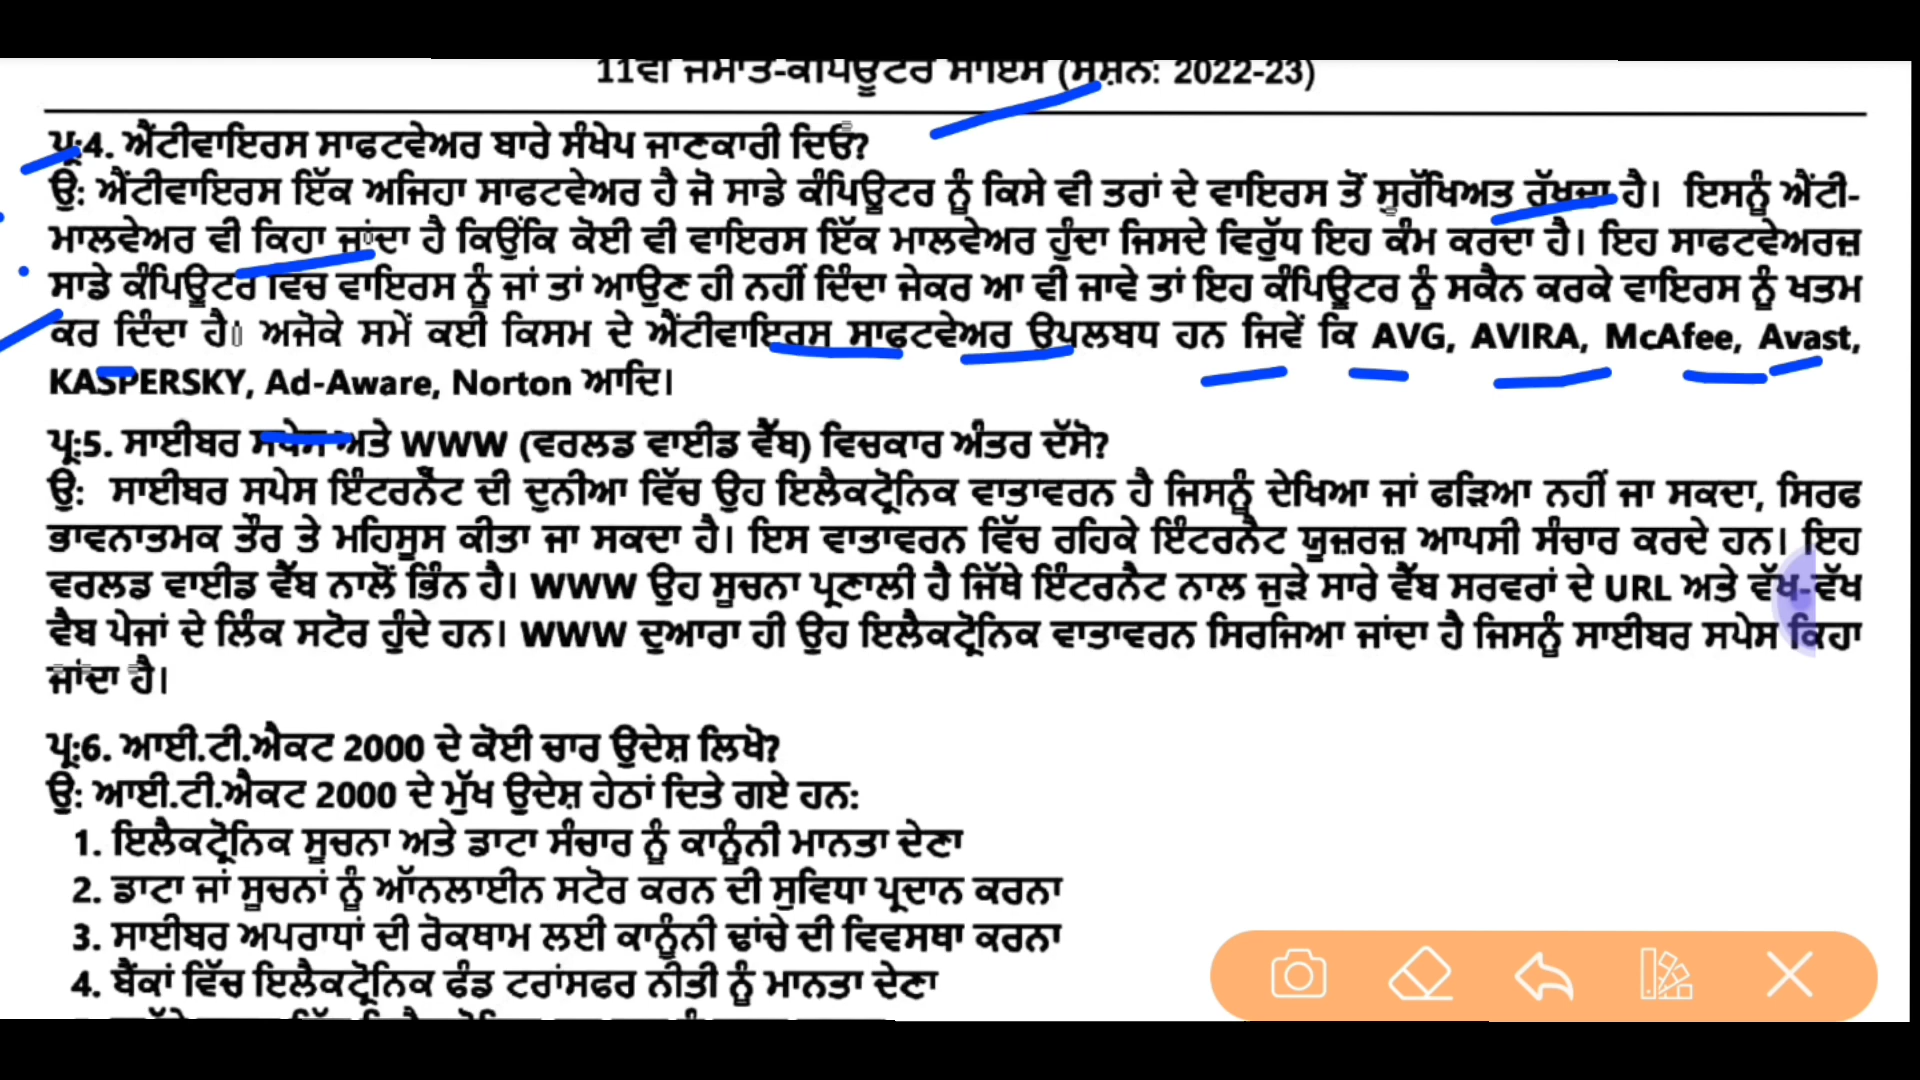 11ਵੀਂ ਜਮਾਤ-ਕੰਪਿਊਟਰ ਸਾਇੰਸ (ਸੈਸ਼ਨ: 2022-23)
ਪ੍ਰ:4. ਐਂਟੀਵਾਇਰਸ ਸਾਫਟਵੇਅਰ ਬਾਰੇ ਸੰਖੇਪ ਜਾਣਕਾਰੀ ਦਿਓ?
ਉ: ਐਂਟੀਵਾਇਰਸ ਇੱਕ ਅਜਿਹਾ ਸਾਫਟਵੇਅਰ ਹੈ ਜੋ ਸਾਡੇ ਕੰਪਿਊਟਰ ਨੂੰ ਕਿਸੇ ਵੀ ਤਰਾਂ ਦੇ ਵਾਇਰਸ ਤੋਂ ਸੁਰੱਖਿਅਤ ਰੱਖਦਾ ਹੈ। ਇਸਨੂੰ ਐਂਟੀ-
ਮਾਲਵੇਅਰ ਵੀ ਕਿਹਾ ਜਾਂਦਾ ਹੈ ਕਿਉਂਕਿ ਕੋਈ ਵੀ ਵਾਇਰਸ ਇੱਕ ਮਾਲਵੇਅਰ ਹੁੰਦਾ ਜਿਸਦੇ ਵਿਰੁੱਧ ਇਹ ਕੰਮ ਕਰਦਾ ਹੈ। ਇਹ ਸਾਫਟਵੇਅਰਜ਼
ਸਾਡੇ ਕੰਪਿਊਟਰ ਵਿੱਚ ਵਾਇਰਸ ਨੂੰ ਜਾਂ ਤਾਂ ਆਉਣ ਹੀ ਨਹੀਂ ਦਿੰਦਾ ਜੇਕਰ ਆ ਵੀ ਜਾਵੇ ਤਾਂ ਇਹ ਕੰਪਿਊਟਰ ਨੂੰ ਸਕੈਨ ਕਰਕੇ ਵਾਇਰਸ ਨੂੰ ਖਤਮ
ਕਰ ਦਿੰਦਾ ਹੈ। ਅਜੋਕੇ ਸਮੇਂ ਕਈ ਕਿਸਮ ਦੇ ਐਂਟੀਵਾਇਰਸ ਸਾਫਟਵੇਅਰ ਉਪਲਬਧ ਹਨ ਜਿਵੇਂ ਕਿ AVG, AVIRA, McAfee, Avast,
KASPERSKY, Ad-Aware, Norton ਆਦਿ।
ਪ੍ਰ:5. ਸਾਈਬਰ ਸਪੇਸ ਅਤੇ WWW (ਵਰਲਡ ਵਾਈਡ ਵੈੱਬ) ਵਿਚਕਾਰ ਅੰਤਰ ਦੱਸੋ?
ਉ: ਸਾਈਬਰ ਸਪੇਸ ਇੰਟਰਨੈੱਟ ਦੀ ਦੁਨੀਆ ਵਿੱਚ ਉਹ ਇਲੈਕਟ੍ਰੋਨਿਕ ਵਾਤਾਵਰਨ ਹੈ ਜਿਸਨੂੰ ਦੇਖਿਆ ਜਾਂ ਫੜਿਆ ਨਹੀਂ ਜਾ ਸਕਦਾ, ਸਿਰਫ
ਭਾਵਨਾਤਮਕ ਤੌਰ ਤੇ ਮਹਿਸੂਸ ਕੀਤਾ ਜਾ ਸਕਦਾ ਹੈ। ਇਸ ਵਾਤਾਵਰਨ ਵਿੱਚ ਰਹਿਕੇ ਇੰਟਰਨੈਟ ਯੂਜ਼ਰਜ਼ ਆਪਸੀ ਸੰਚਾਰ ਕਰਦੇ ਹਨ। ਇਹ
ਵਰਲਡ ਵਾਈਡ ਵੈੱਬ ਨਾਲੋਂ ਭਿੰਨ ਹੈ। WWW ਉਹ ਸੂਚਨਾ ਪ੍ਰਣਾਲੀ ਹੈ ਜਿੱਥੇ ਇੰਟਰਨੈਟ ਨਾਲ ਜੁੜੇ ਸਾਰੇ ਵੈੱਬ ਸਰਵਰਾਂ ਦੇ URL ਅਤੇ ਵੱਖ-ਵੱਖ
ਵੈਬ ਪੇਜਾਂ ਦੇ ਲਿੰਕ ਸਟੋਰ ਹੁੰਦੇ ਹਨ। WWW ਦੁਆਰਾ ਹੀ ਉਹ ਇਲੈਕਟ੍ਰੋਨਿਕ ਵਾਤਾਵਰਨ ਸਿਰਜਿਆ ਜਾਂਦਾ ਹੈ ਜਿਸਨੂੰ ਸਾਈਬਰ ਸਪੇਸ ਕਿਹਾ
ਜਾਂਦਾ ਹੈ।
ਪ੍ਰ:6. ਆਈ.ਟੀ.ਐਕਟ 2000 ਦੇ ਕੋਈ ਚਾਰ ਉਦੇਸ਼ ਲਿਖੋ?
ਉ: ਆਈ.ਟੀ.ਐਕਟ 2000 ਦੇ ਮੁੱਖ ਉਦੇਸ਼ ਹੇਠਾਂ ਦਿਤੇ ਗਏ ਹਨ:
1. ਇਲੈਕਟ੍ਰੋਨਿਕ ਸੂਚਨਾ ਅਤੇ ਡਾਟਾ ਸੰਚਾਰ ਨੂੰ ਕਾਨੂੰਨੀ ਮਾਨਤਾ ਦੇਣਾ
2. ਡਾਟਾ ਜਾਂ ਸੂਚਨਾਂ ਨੂੰ ਆੱਨਲਾਈਨ ਸਟੋਰ ਕਰਨ ਦੀ ਸੁਵਿਧਾ ਪ੍ਰਦਾਨ ਕਰਨਾ
3. ਸਾਈਬਰ ਅਪਰਾਧਾਂ ਦੀ ਰੋਕਥਾਮ ਲਈ ਕਾਨੂੰਨੀ ਢਾਂਚੇ ਦੀ ਵਿਵਸਥਾ ਕਰਨਾ
4. ਬੈਂਕਾਂ ਵਿੱਚ ਇਲੈਕਟ੍ਰੋਨਿਕ ਫੰਡ ਟਰਾਂਸਫਰ ਨੀਤੀ ਨੂੰ ਮਾਨਤਾ ਦੇਣਾ